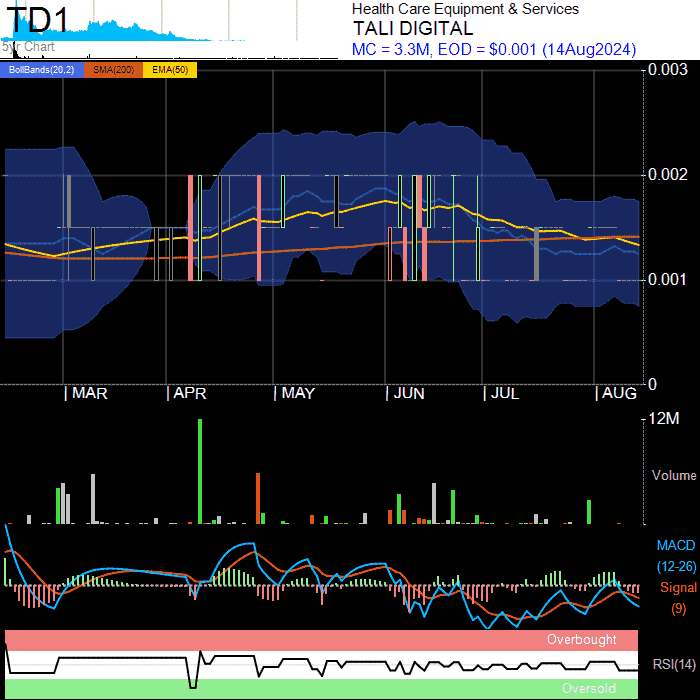 TD1
5yr Chart
Health Care Equipment & Services
TALI DIGITAL
MC = 3.3M, EOD = $0.001 (14Aug2024)
BollBands(20,2) SMA(200) EMA(50)
0.003
0.002
0.001
0
MAR APR MAY JUN JUL AUG
12M
Volume
MACD
(12-26)
Signal
(9)
Overbought
RSI(14)
Oversold